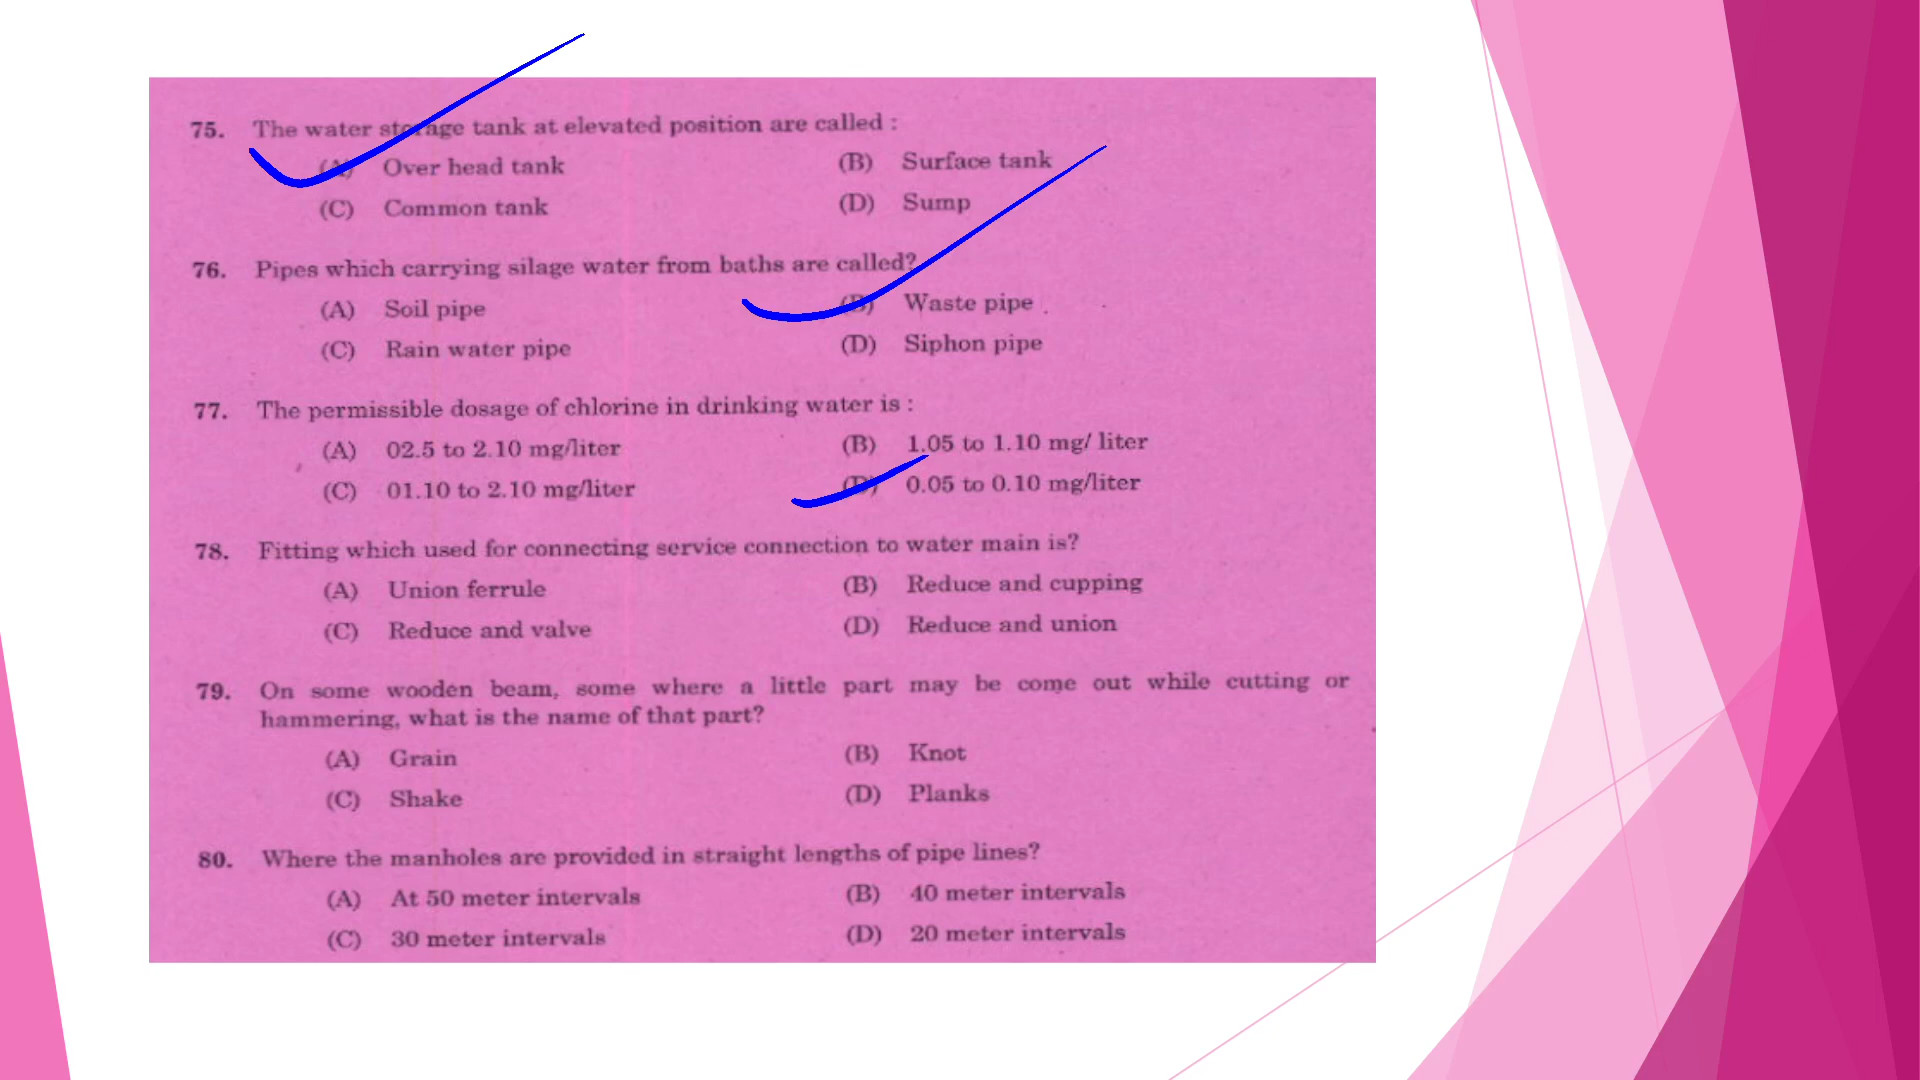 75. The water storage tank at elevated position are called :
(A) Over head tank (B) Surface tank
(C) Common tank (D) Sump
76. Pipes which carrying silage water from baths are called?
(A) Soil pipe (B) Waste pipe
(C) Rain water pipe (D) Siphon pipe
77. The permissible dosage of chlorine in drinking water is :
(A) 02.5 to 2.10 mg/liter (B) 1.05 to 1.10 mg/ liter
(C) 01.10 to 2.10 mg/liter (D) 0.05 to 0.10 mg/liter
78. Fitting which used for connecting service connection to water main is?
(A) Union ferrule (B) Reduce and cupping
(C) Reduce and valve (D) Reduce and union
79. On some wooden beam, some where a little part may be come out while cutting or
hammering, what is the name of that part?
(A) Grain (B) Knot
(C) Shake (D) Planks
80. Where the manholes are provided in straight lengths of pipe lines?
(A) At 50 meter intervals (B) 40 meter intervals
(C) 30 meter intervals (D) 20 meter intervals